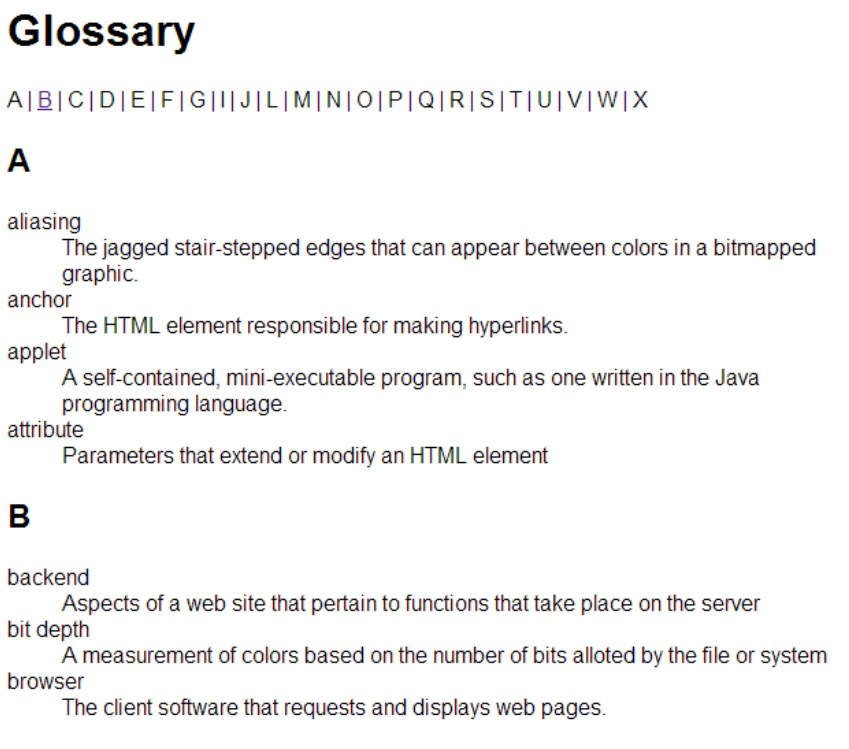 Glossary
A | B | C | D | E | F | G | I | J | L | M | N | O | P | Q | R | S | T | U | V | W | X
A
aliasing
The jagged stair-stepped edges that can appear between colors in a bitmapped
graphic.
anchor
The HTML element responsible for making hyperlinks.
applet
A self-contained, mini-executable program, such as one written in the Java
programming language.
attribute
Parameters that extend or modify an HTML element
B
backend
Aspects of a web site that pertain to functions that take place on the server
bit depth
A measurement of colors based on the number of bits alloted by the file or system
browser
The client software that requests and displays web pages.